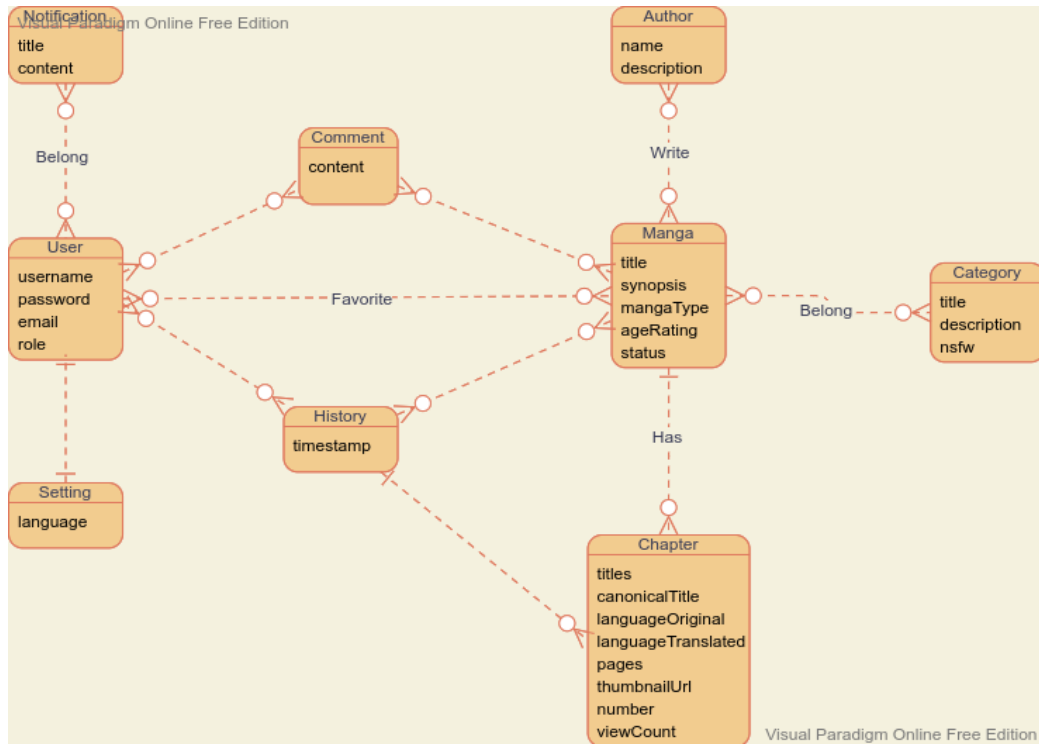 Notification
Visual Paradigm Online Free Edition
title
content
Belong
User
username
password
email
role
Setting
language
Comment
content
Favorite
History
timestamp
Author
name
description
Write
Manga
title
synopsis
mangaType
ageRating
status
Belong
Category
title
description
nsfw
Has
Chapter
titles
canonicalTitle
languageOriginal
languageTranslated
pages
thumbnailUrl
number
viewCount
Visual Paradigm Online Free Edition